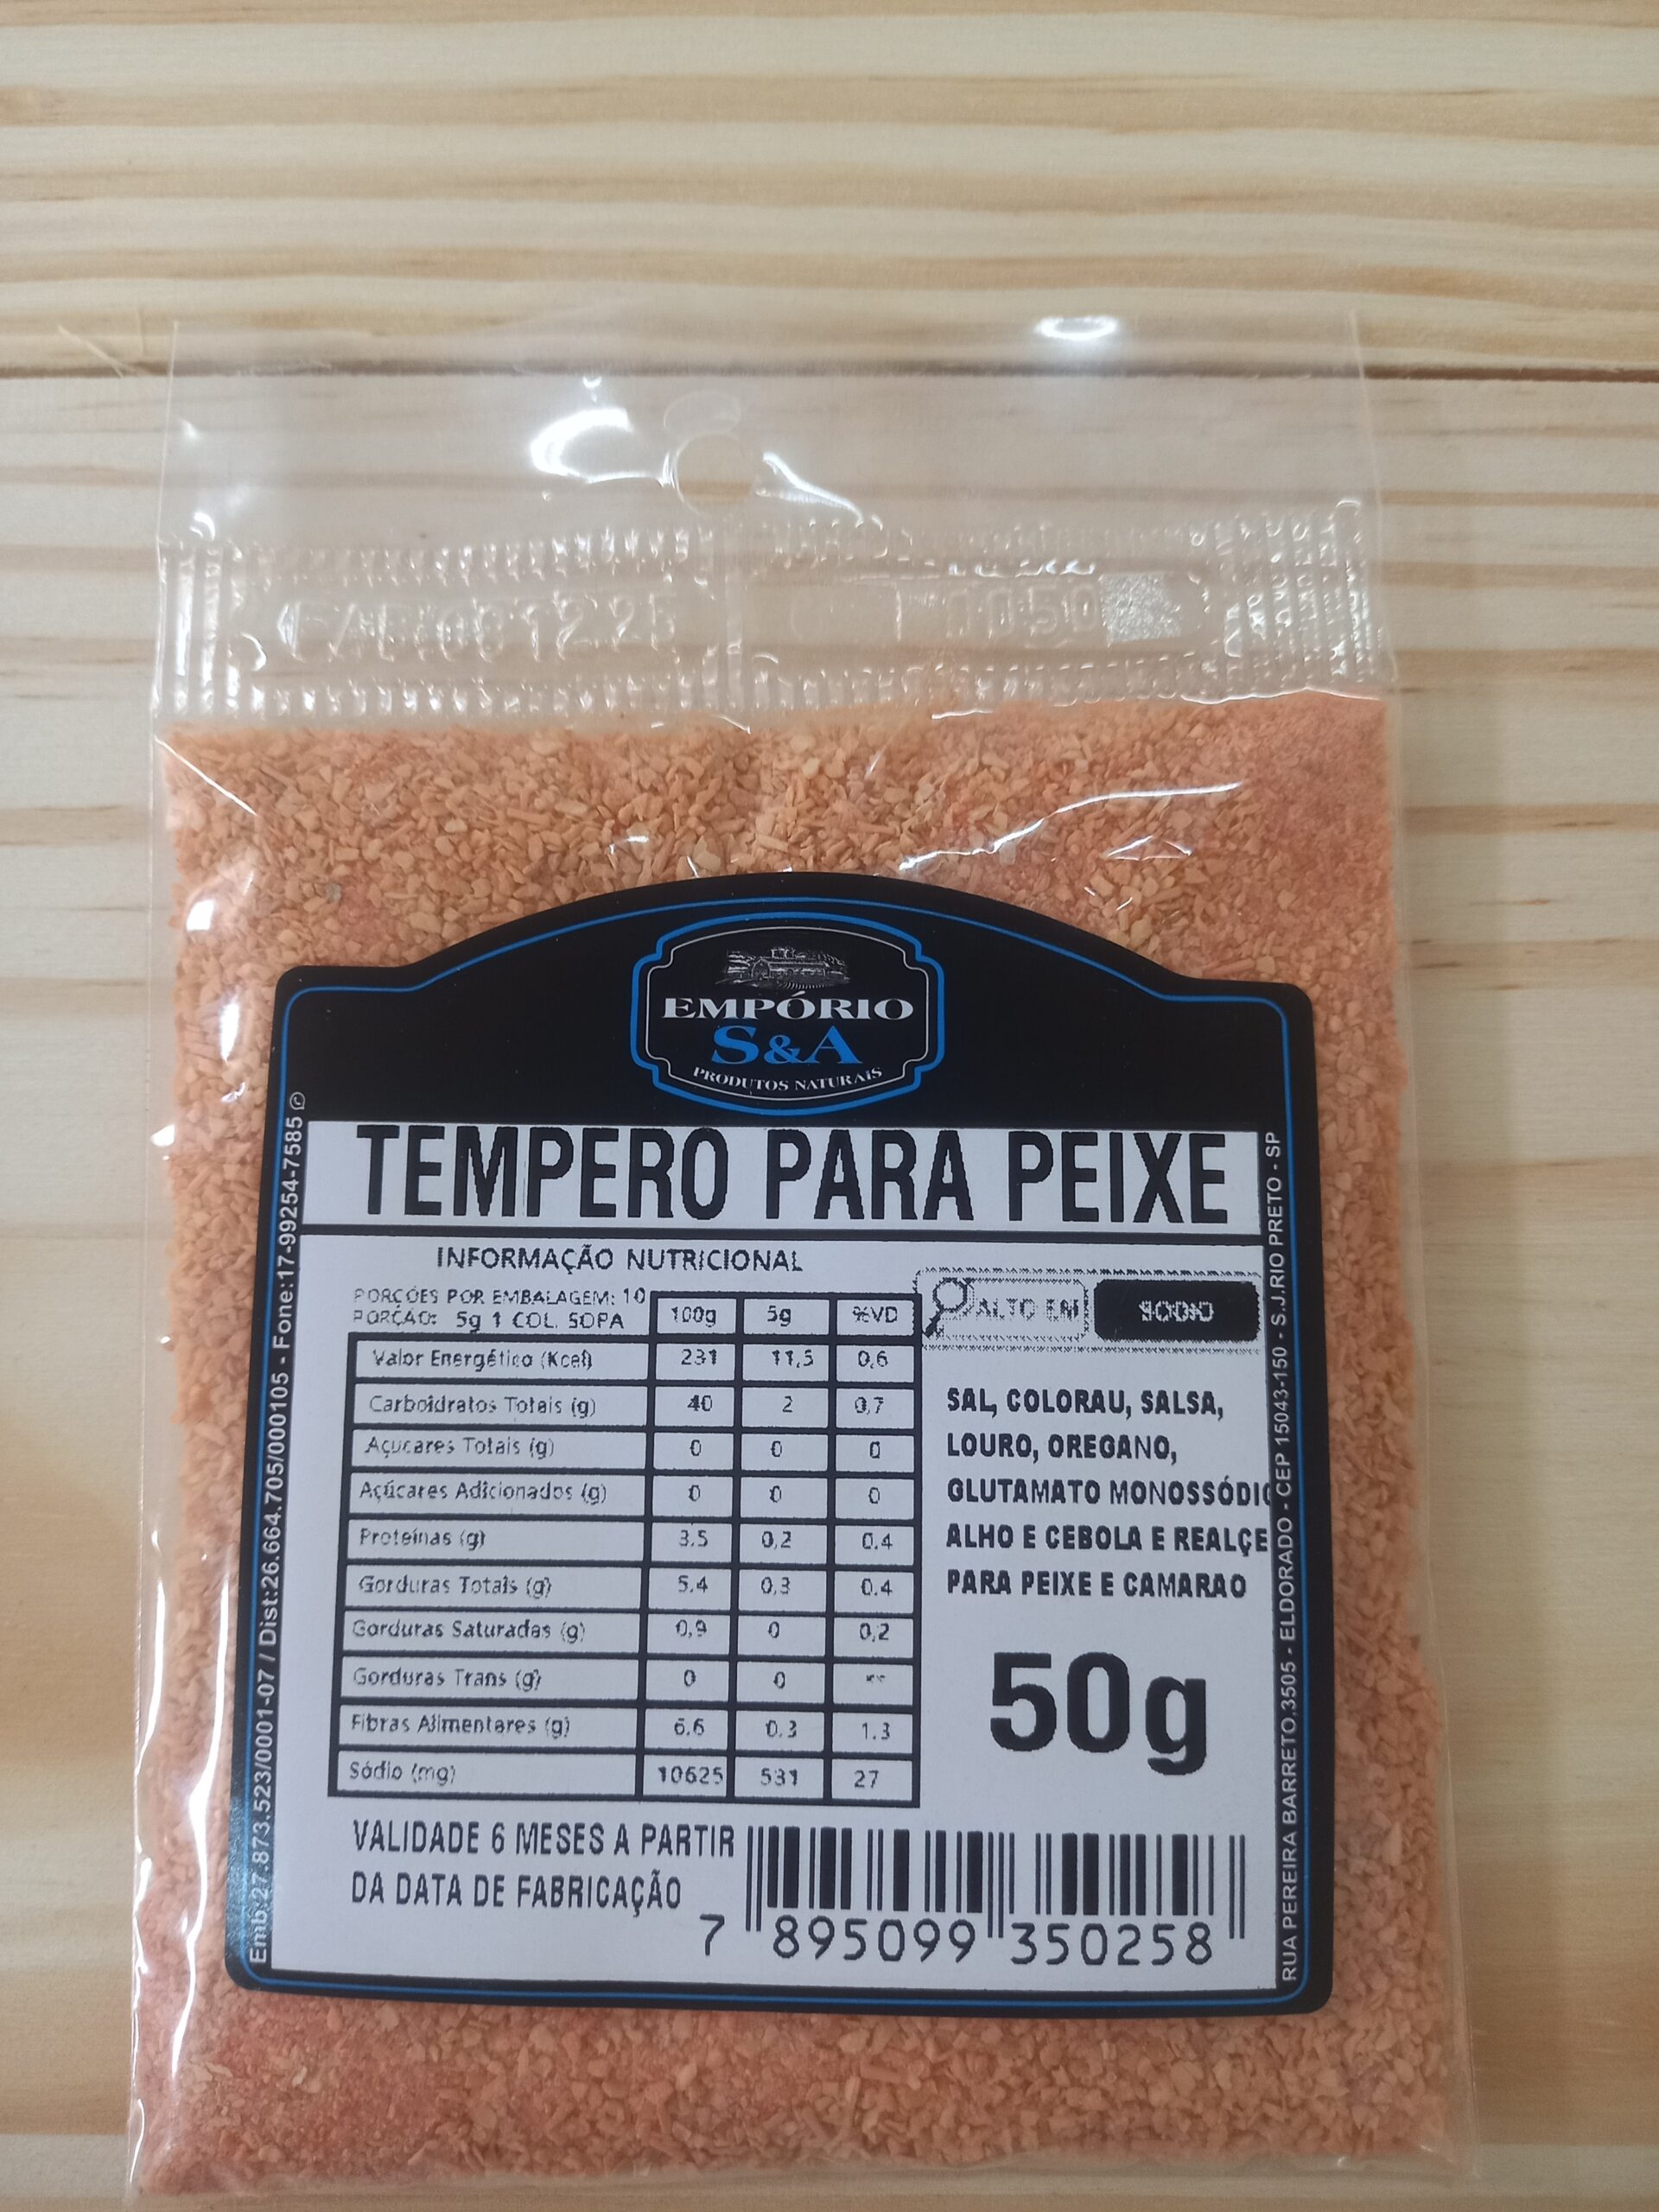 EMPÓRIO
S&A
PRODUTOS NATURAIS
TEMPERO PARA PEIXE
INFORMAÇÃO NUTRICIONAL
PORÇÕES POR EMBALAGEM: 10
PORÇÃO: 5g 1 COL. SOPA
100g 5g %VD
Valor Energético (Kcal) 231 11,5 0,6
Carboidratos Totais (g) 40 2 0,7
Açucares Totais (g) 0 0 0
Açúcares Adicionados (g) 0 0 0
Proteínas (g) 3.5 0,2 0.4
Gorduras Totais (g) 5.4 0,3 0.4
Gorduras Saturadas (g) 0,9 0 0,2
Gorduras Trans (g) 0 0 **
Fibras Alimentares (g) 6.6 0.3 1.3
Sódio (mg) 10625 531 27
ALTO EM SÓDIO
SAL, COLORAU, SALSA,
LOURO, OREGANO,
GLUTAMATO MONOSSÓDIC
ALHO E CEBOLA E REALÇE
PARA PEIXE E CAMARAO
50g
VALIDADE 6 MESES A PARTIR
DA DATA DE FABRICAÇÃO
7 895099 350258
Emb:27.873.523/0001-07 / Dist:26.664.705/000105 - Fone:17-99254-7585
RUA PEREIRA BARRETO,3505 - ELDORADO - CEP 15043-150 - S.J.RIO PRETO - SP